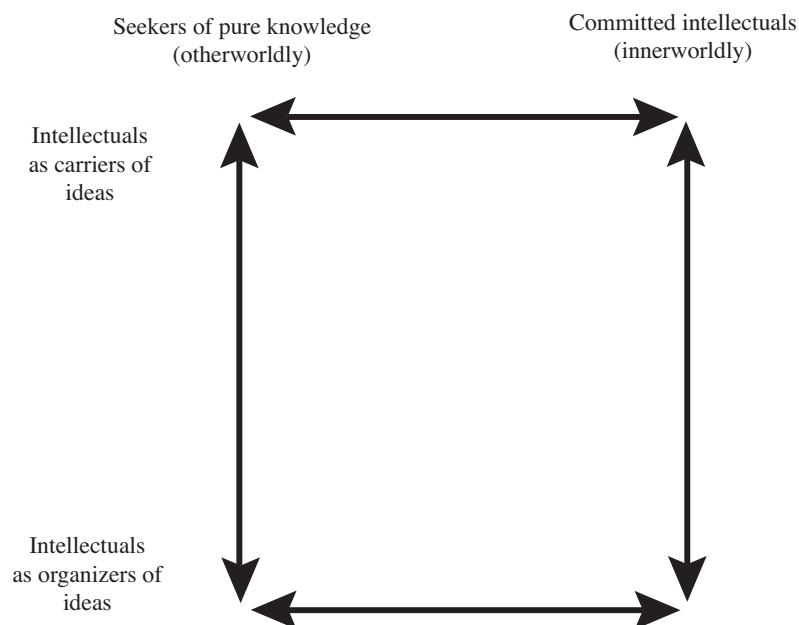 Seekers of pure knowledge
(otherworldly)
Committed intellectuals
(innerworldly)
Intellectuals
as carriers of
ideas
Intellectuals
as organizers of
ideas